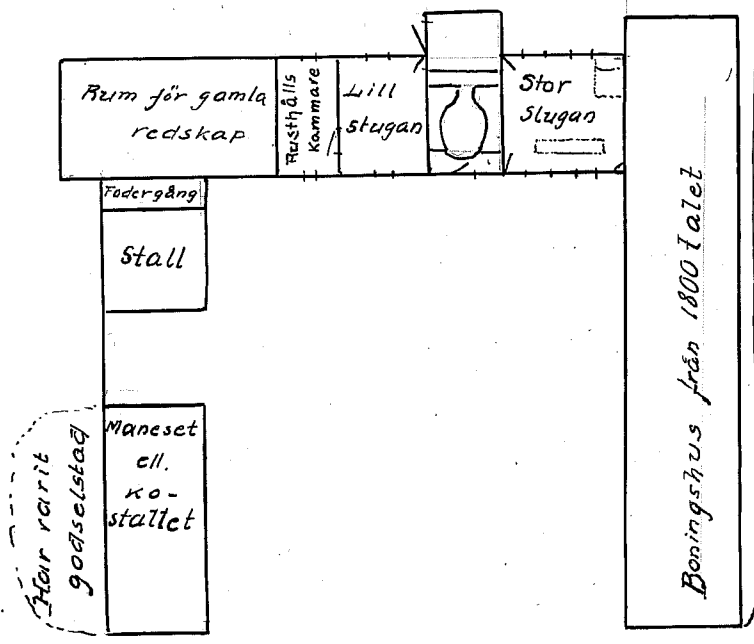 Rum för gamla
redskap
Rusthålls
kammare
Lill
stugan
Stor
Stugan
Fodergång
Stall
Maneset
ell.
ko-
stallet
Har varit
gödselstad
Boningshus från 1800 talet